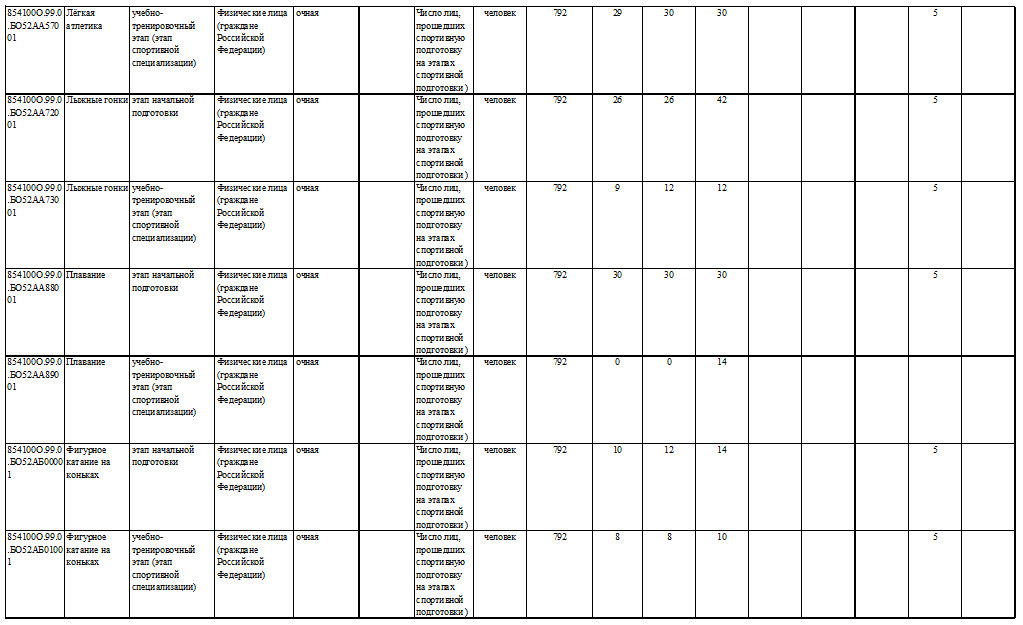 854100О.99.0
.БО52АА570
01
Лёгкая
атлетика
учебно-
тренировочный
этап (этап
спортивной
специализации)
Физические лица
(граждане
Российской
Федерации)
очная
Число лиц,
прошедших
спортивную
подготовку
на этапах
спортивной
подготовки)
человек
792
29
30
30
5
854100О.99.0
.БО52АА720
01
Лыжные гонки
этап начальной
подготовки
Физические лица
(граждане
Российской
Федерации)
очная
Число лиц,
прошедших
спортивную
подготовку
на этапах
спортивной
подготовки)
человек
792
26
26
42
5
854100О.99.0
.БО52АА730
01
Лыжные гонки
учебно-
тренировочный
этап (этап
спортивной
специализации)
Физические лица
(граждане
Российской
Федерации)
очная
Число лиц,
прошедших
спортивную
подготовку
на этапах
спортивной
подготовки)
человек
792
9
12
12
5
854100О.99.0
.БО52АА880
01
Плавание
этап начальной
подготовки
Физические лица
(граждане
Российской
Федерации)
очная
Число лиц,
прошедших
спортивную
подготовку
на этапах
спортивной
подготовки)
человек
792
30
30
30
5
854100О.99.0
.БО52АА890
01
Плавание
учебно-
тренировочный
этап (этап
спортивной
специализации)
Физические лица
(граждане
Российской
Федерации)
очная
Число лиц,
прошедших
спортивную
подготовку
на этапах
спортивной
подготовки)
человек
792
0
0
14
854100О.99.0
.БО52АБ0000
1
Фигурное
катание на
коньках
этап начальной
подготовки
Физические лица
(граждане
Российской
Федерации)
очная
Число лиц,
прошедших
спортивную
подготовку
на этапах
спортивной
подготовки)
человек
792
10
12
14
5
854100О.99.0
.БО52АБ0100
1
Фигурное
катание на
коньках
учебно-
тренировочный
этап (этап
спортивной
специализации)
Физические лица
(граждане
Российской
Федерации)
очная
Число лиц,
прошедших
спортивную
подготовку
на этапах
спортивной
подготовки)
человек
792
8
8
10
5